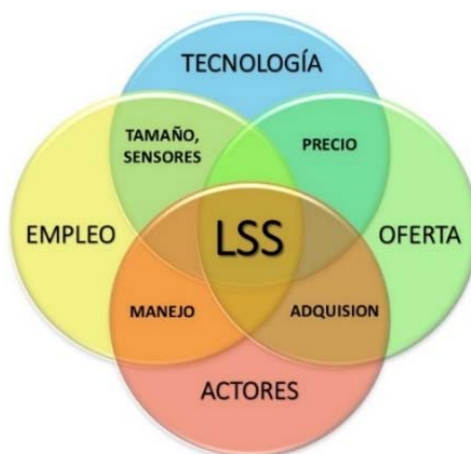 TECNOLOGÍA
TAMAÑO,
SENSORES
PRECIO
EMPLEO
LSS
OFERTA
MANEJO
ADQUISION
ACTORES